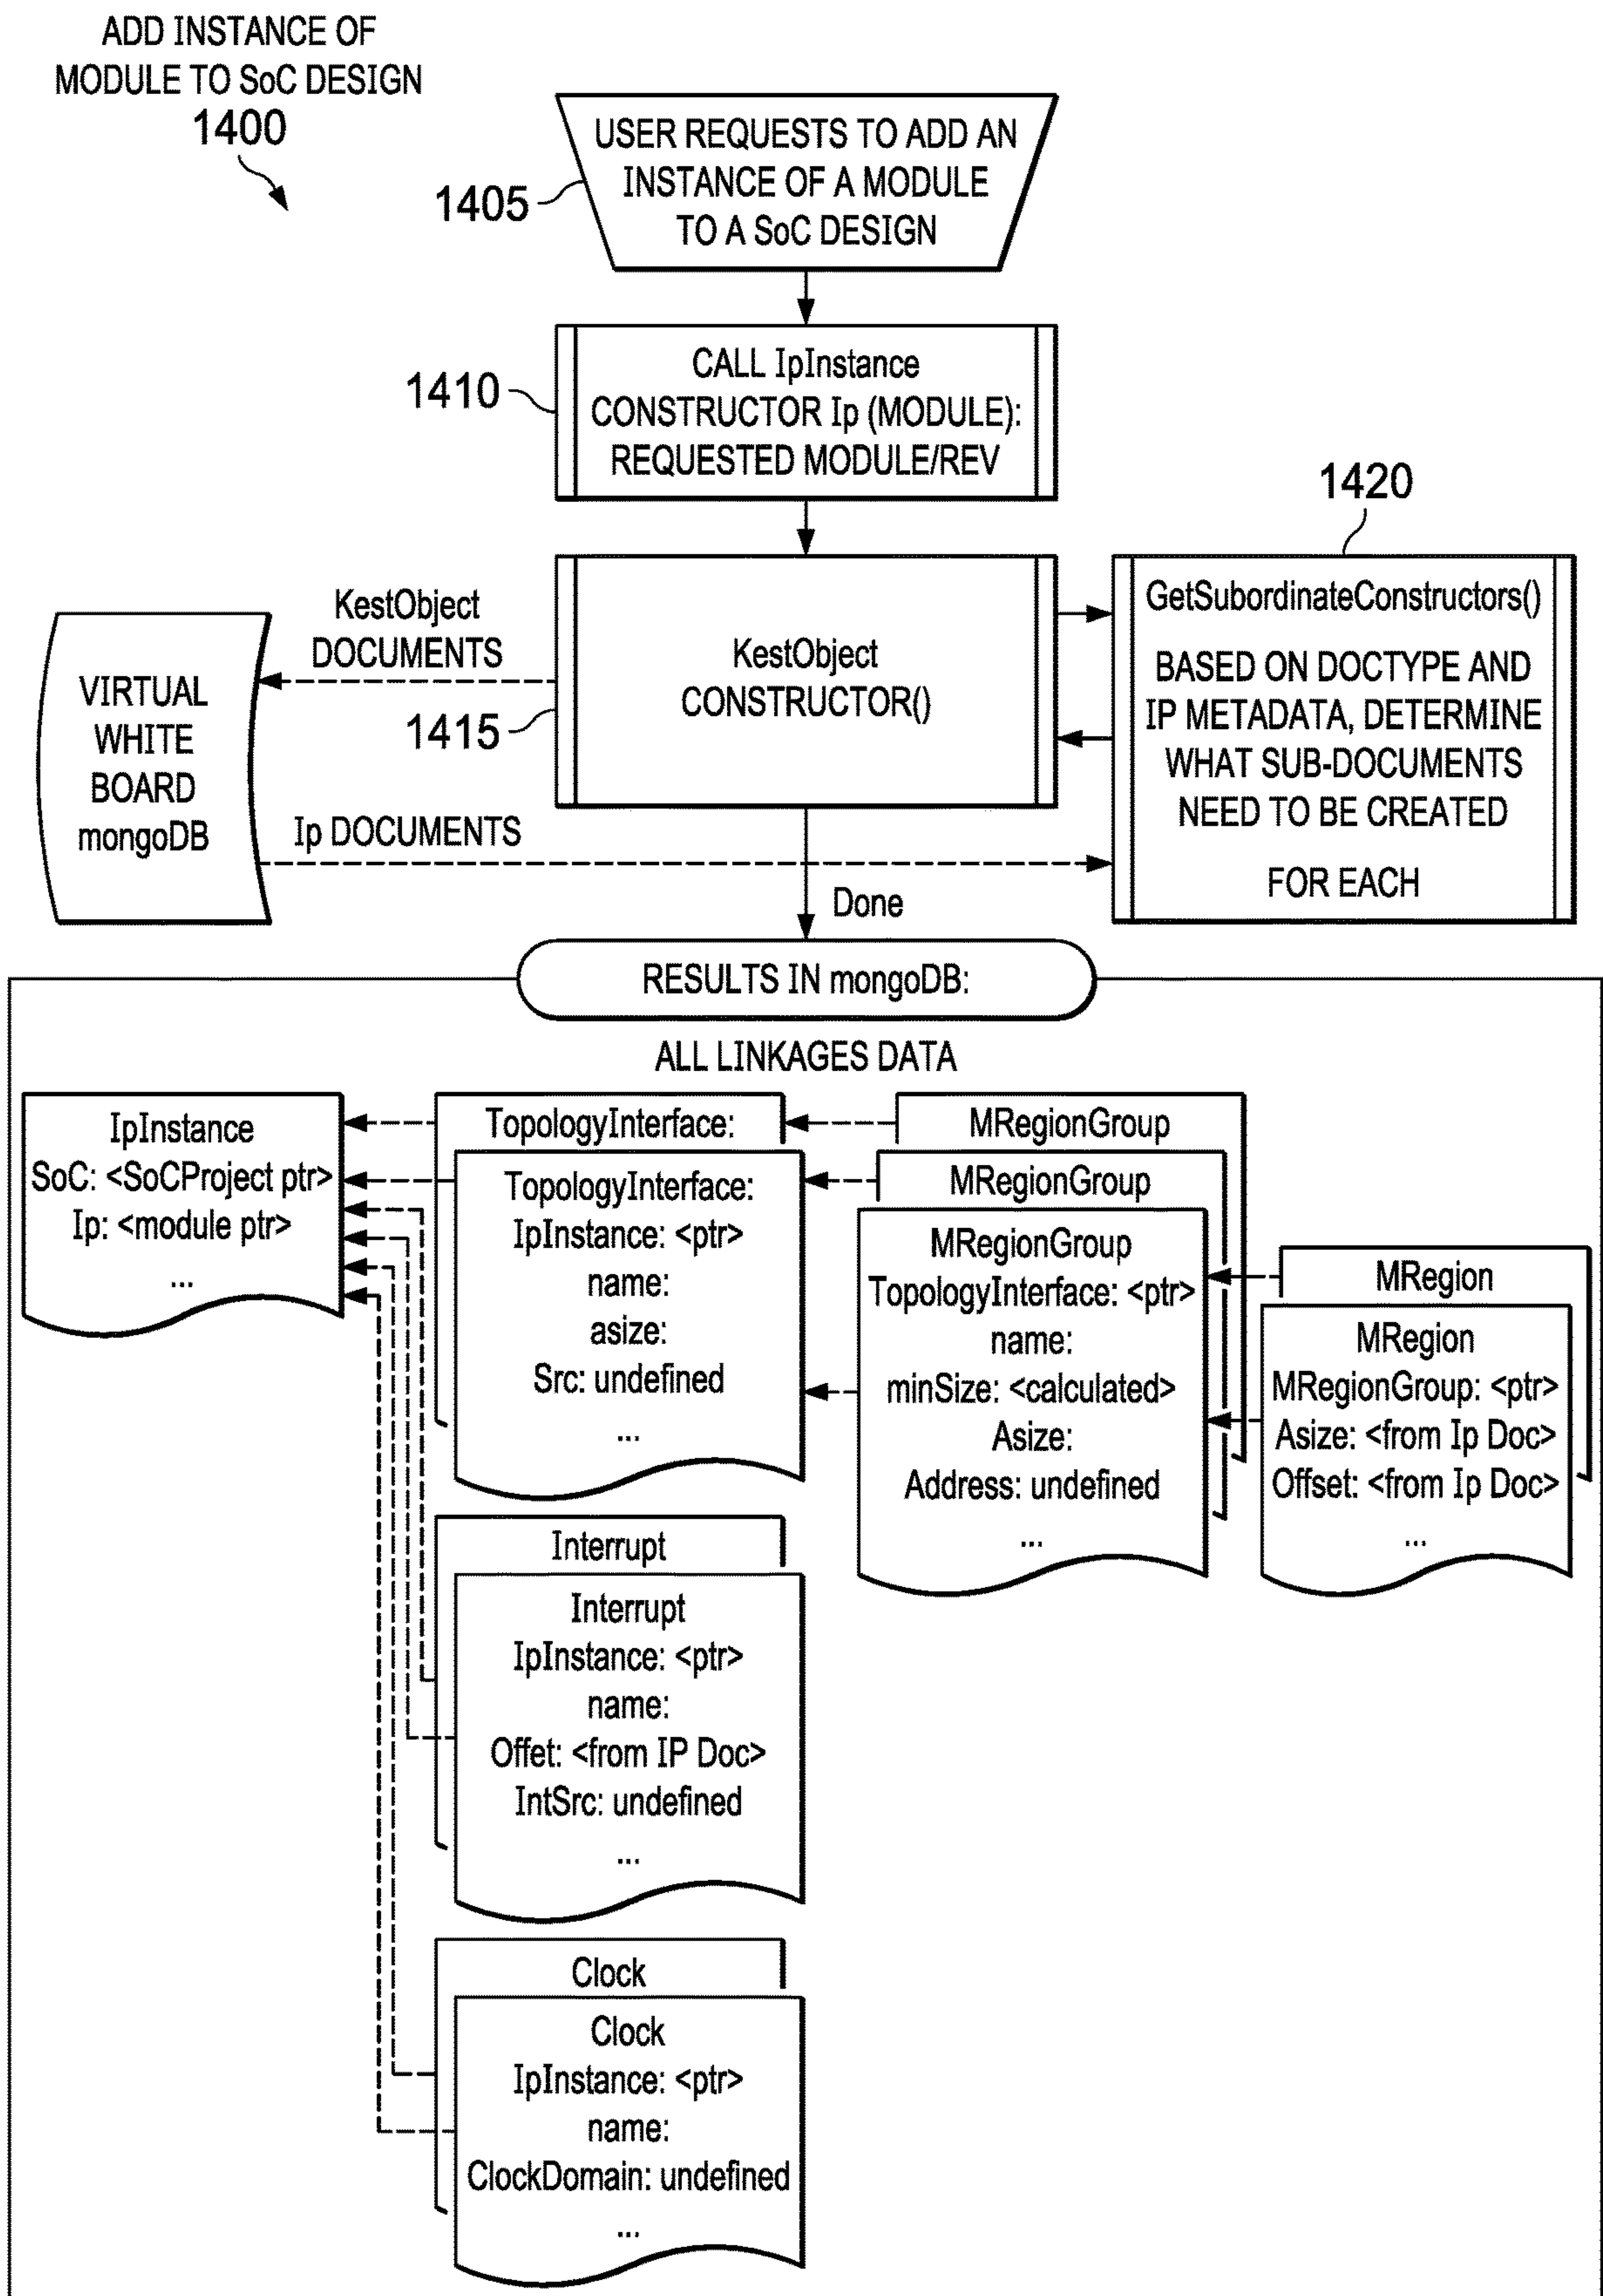 ADD INSTANCE OF
MODULE TO SoC DESIGN
1400
USER REQUESTS TO ADD AN
INSTANCE OF A MODULE
TO A SoC DESIGN
1405
CALL IpInstance
CONSTRUCTOR Ip (MODULE):
REQUESTED MODULE/REV
1410
1420
KestObject
CONSTRUCTOR()
1415
GetSubordinateConstructors()
BASED ON DOCTYPE AND
IP METADATA, DETERMINE
WHAT SUB-DOCUMENTS
NEED TO BE CREATED
FOR EACH
KestObject
DOCUMENTS
VIRTUAL
WHITE
BOARD
mongoDB
Ip DOCUMENTS
Done
RESULTS IN mongoDB:
ALL LINKAGES DATA
IpInstance
SoC: <SoCProject ptr>
Ip: <module ptr>
...
TopologyInterface:
TopologyInterface:
IpInstance: <ptr>
name:
asize:
Src: undefined
...
MRegionGroup
MRegionGroup
MRegionGroup
TopologyInterface: <ptr>
name:
minSize: <calculated>
Asize:
Address: undefined
...
MRegion
MRegion
MRegionGroup: <ptr>
Asize: <from Ip Doc>
Offset: <from Ip Doc>
...
Interrupt
Interrupt
IpInstance: <ptr>
name:
Offet: <from IP Doc>
IntSrc: undefined
...
Clock
Clock
IpInstance: <ptr>
name:
ClockDomain: undefined
...